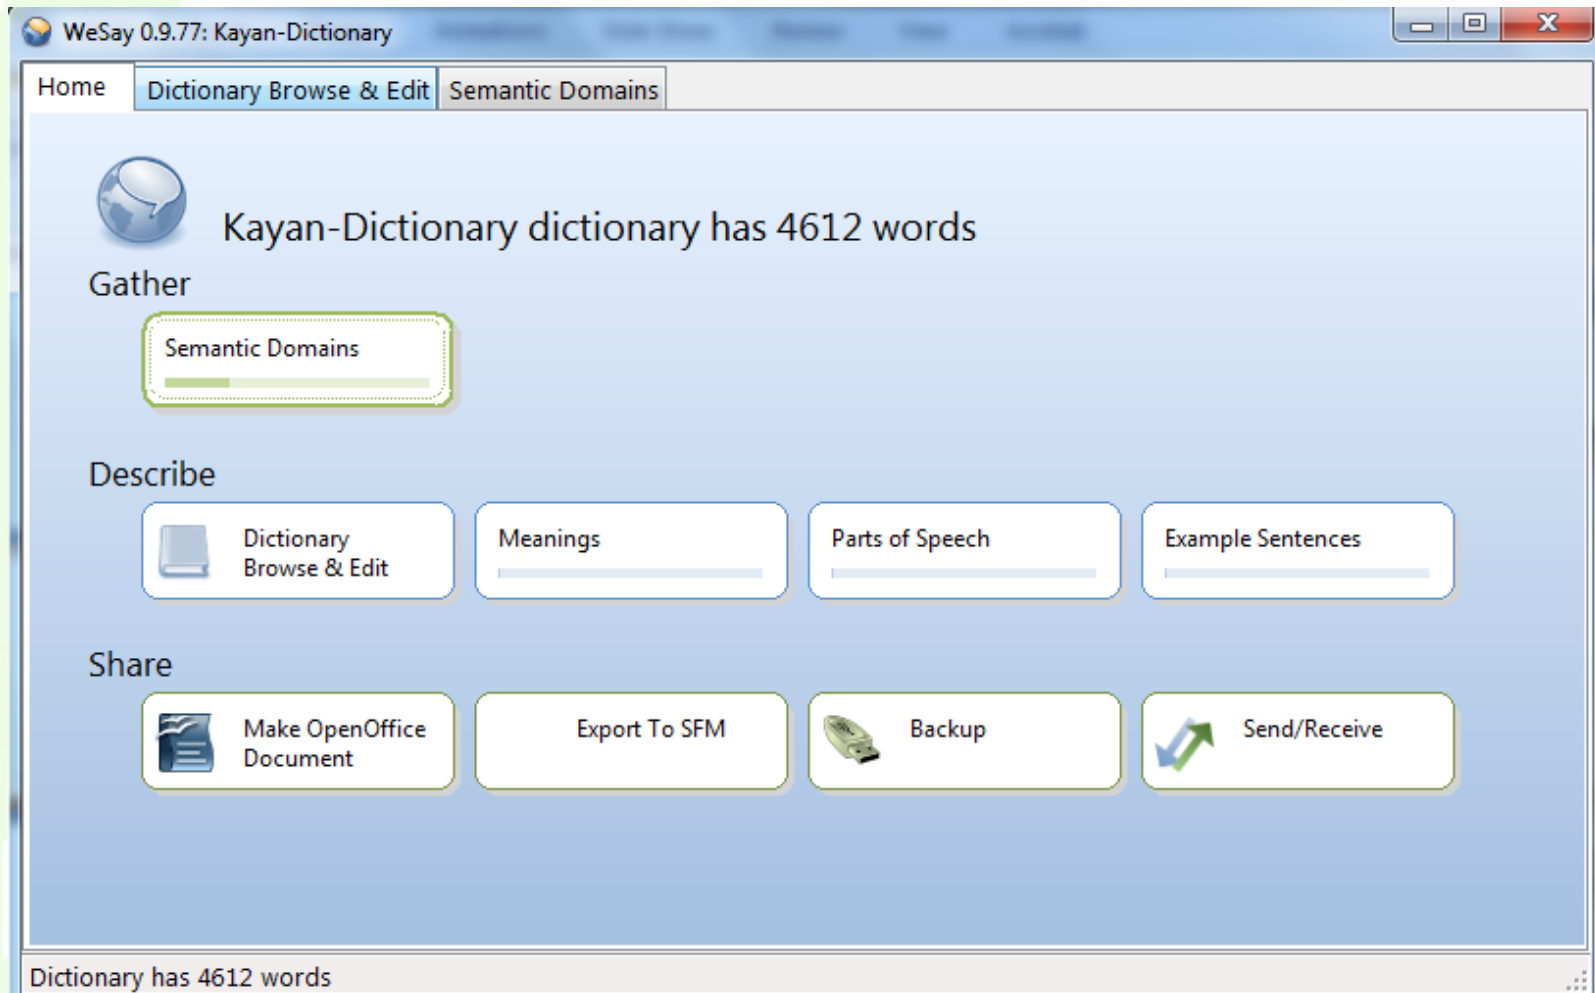 WeSay 0.9.77: Kayan-Dictionary
Home Dictionary Browse & Edit Semantic Domains
Kayan-Dictionary dictionary has 4612 words
Gather
Semantic Domains
Describe
Dictionary
Browse & Edit
Meanings
Parts of Speech
Example Sentences
Share
Make OpenOffice
Document
Export To SFM
Backup
Send/Receive
Dictionary has 4612 words